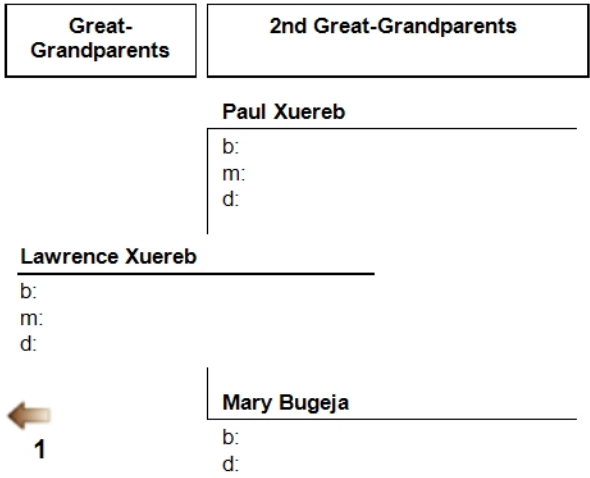 Great-
Grandparents
2nd Great-Grandparents
Paul Xuereb
b:
m:
d:
Lawrence Xuereb
b:
m:
d:
Mary Bugeja
b:
d:
1